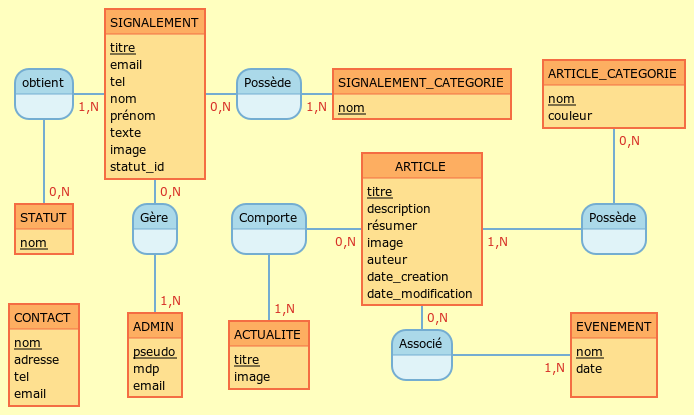 SIGNALEMENT
titre
email
tel
nom
prénom
texte
image
statut_id
obtient
1,N
0,N
Possède
0,N
1,N
SIGNALEMENT_CATEGORIE
nom
ARTICLE_CATEGORIE
nom
couleur
0,N
STATUT
nom
0,N
Gère
1,N
Comporte
0,N
1,N
ARTICLE
titre
description
résumer
image
auteur
date_creation
date_modification
1,N
Possède
CONTACT
nom
adresse
tel
email
ADMIN
pseudo
mdp
email
ACTUALITE
titre
image
0,N
Associé
1,N
EVENEMENT
nom
date